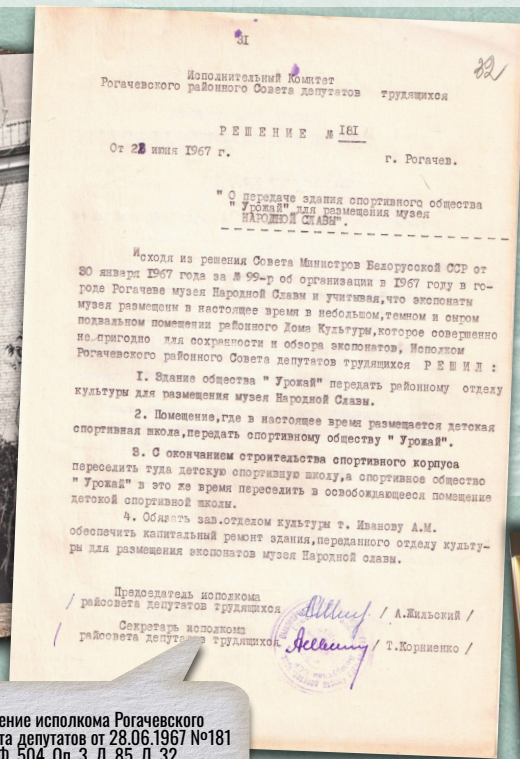 31
32
Исполнительный Комитет
Рогачевского районного Совета депутатов трудящихся
РЕШЕНИЕ № 181
От 28 июня 1967 г.
г. Рогачев.
" О передаче здания спортивного общества
" Урожай" для размещения музея
НАРОДНОЙ СЛАВЫ".
Исходя из решения Совета Министров Белорусской ССР от
30 января 1967 года за № 99-р об организации в 1967 году в го-
роде Рогачеве музея Народной Славы и учитывая,что экспонаты
музея размещены в настоящее время в небольшом,темном и сыром
подвальном помещении районного Дома Культуры,которое совершенно
не пригодно для сохранности и обзора экспонатов, Исполком
Рогачевского районного Совета депутатов трудящихся РЕШИЛ :
1. Здание общества " Урожай" передать районному отделу
культуры для размещения музея Народной Славы.
2. Помещение,где в настоящее время размещается детская
спортивная школа,передать спортивному обществу " Урожай".
3. С окончанием строительства спортивного корпуса
переселить туда детскую спортивную школу,а спортивное общество
" Урожай" в это же время переселить в освобождающееся помещение
детской спортивной школы.
4. Обязать зав.отделом культуры т. Иванову А.М.
обеспечить капитальный ремонт здания,переданного отделу культу-
ры для размещения экспонатов музея Народной славы.
Председатель исполкома
райсовета депутатов трудящихся / А.Жильский /
Секретарь исполкома
райсовета депутатов трудящихся / Т.Корниенко /
ение исполкома Рогачевского
та депутатов от 28.06.1967 №181
Ф. 504, Оп. 3, Д. 85, Л. 32